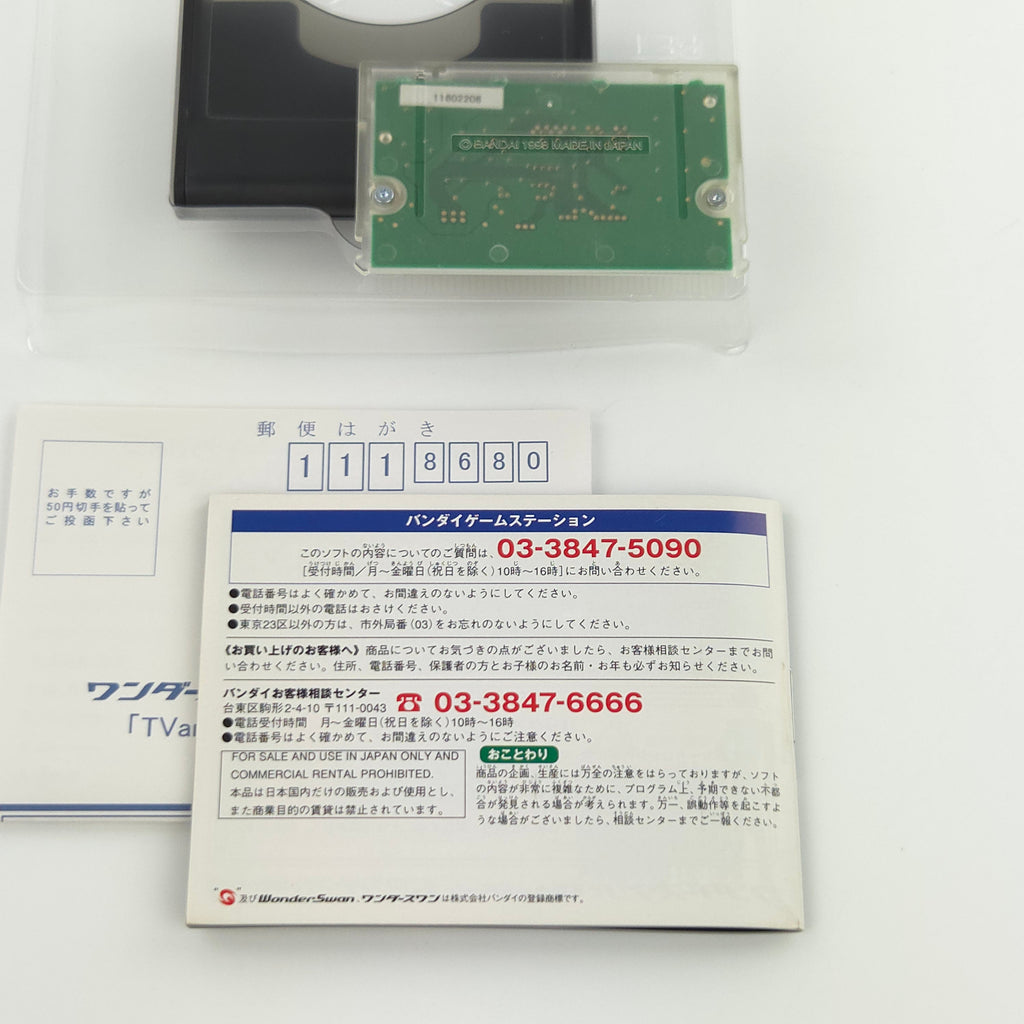 11602206
© BANDAI 1998 MADE IN JAPAN
郵便はがき
111 8680
お手数ですが
50円切手を貼って
ご投函下さい
ワンダー
「TVa
バンダイゲームステーション
このソフトの内容についてのご質問は、03-3847-5090
[受付時間/月〜金曜日(祝日を除く)10時〜16時]にお問い合わせください。
●電話番号はよく確かめて、お間違えのないようにしてください。
●受付時間以外の電話はおさけください。
●東京23区以外の方は、市外局番(03)をお忘れのないようにしてください。
《お買い上げのお客様へ》商品についてお気づきの点がございましたら、お客様相談センターまでお問
い合わせください。住所、電話番号、保護者の方とお子様のお名前・お年も必ずお知らせください。
バンダイお客様相談センター
台東区駒形2-4-10 〒111-0043 ☎ 03-3847-6666
●電話受付時間 月〜金曜日(祝日を除く)10時〜16時
●電話番号はよく確かめて、お間違えのないようにご注意ください。
FOR SALE AND USE IN JAPAN ONLY AND
COMMERCIAL RENTAL PROHIBITED.
本品は日本国内だけの販売および使用とし、
また商業目的の賃貸は禁止されています。
おことわり
商品の企画、生産には万全の注意をはらっておりますが、ソフト
の内容が非常に複雑なために、プログラム上、予期できない不都
合が発見される場合が考えられます。万一、誤動作等を起こすよ
うな場合がございましたら、相談センターまでご一報ください。
及び WonderSwan、ワンダースワンは株式会社バンダイの登録商標です。